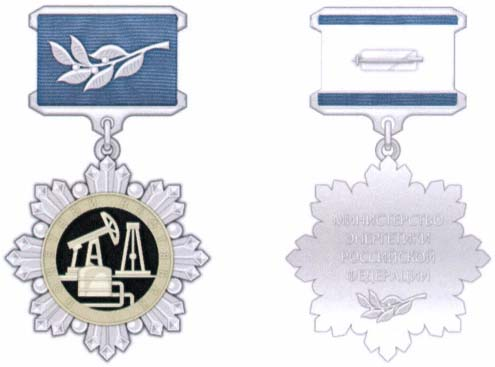 МИНИСТЕРСТВО
ЭНЕРГЕТИКИ
РОССИЙСКОЙ
ФЕДЕРАЦИИ